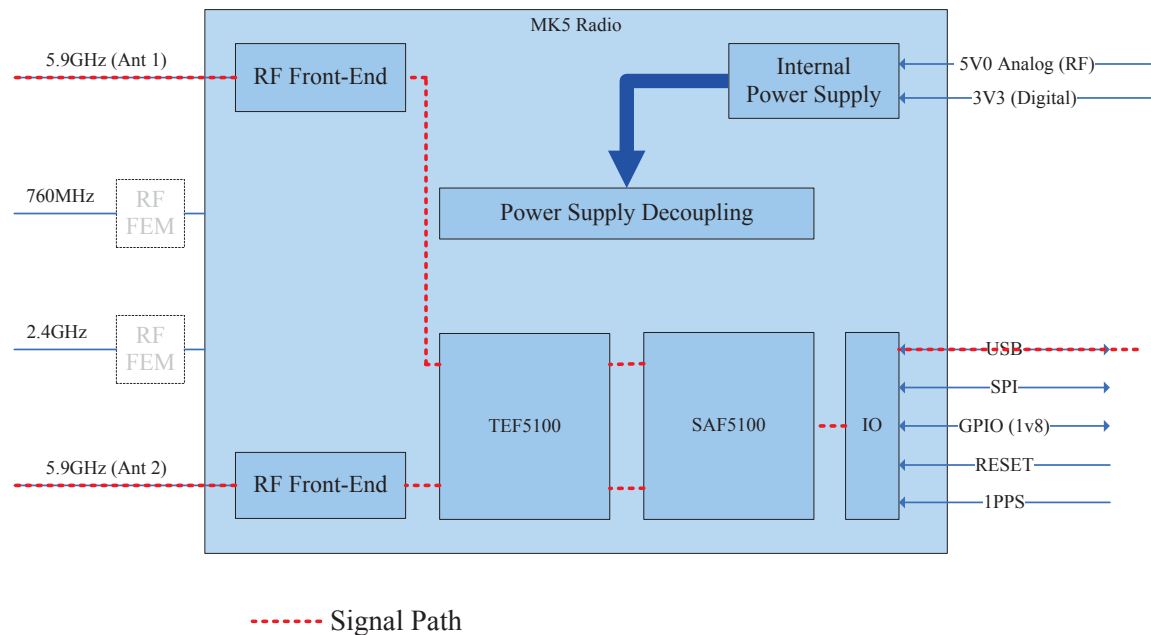 MK5 Radio
5.9GHz (Ant 1)
RF Front-End
Internal
Power Supply
5V0 Analog (RF)
3V3 (Digital)
760MHz
RF
FEM
Power Supply Decoupling
2.4GHz
RF
FEM
TEF5100
SAF5100
IO
USB
SPI
GPIO (1v8)
RESET
1PPS
5.9GHz (Ant 2)
RF Front-End
Signal Path